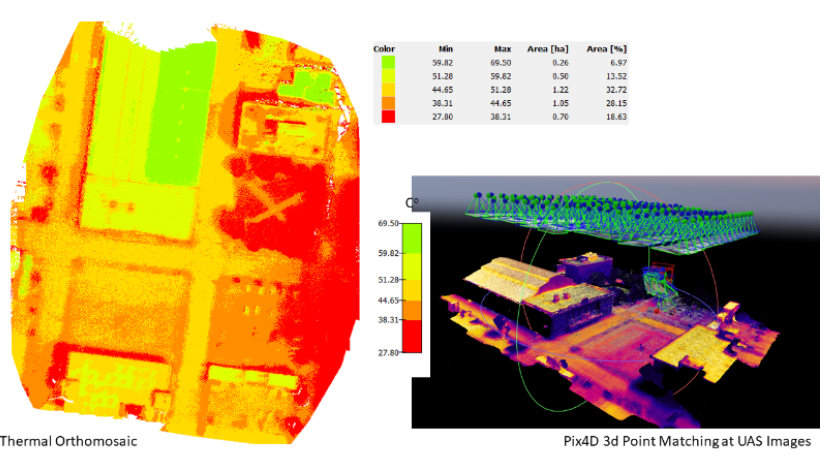 Color Min Max Area [ha] Area [%]
59.82 69.50 0.26 6.97
51.28 59.82 0.50 13.52
44.65 51.28 1.22 32.72
38.31 44.65 1.05 28.15
27.80 38.31 0.70 18.63
C°
69.50
59.82
51.28
44.65
38.31
27.80
Thermal Orthomosaic
Pix4D 3d Point Matching at UAS Images